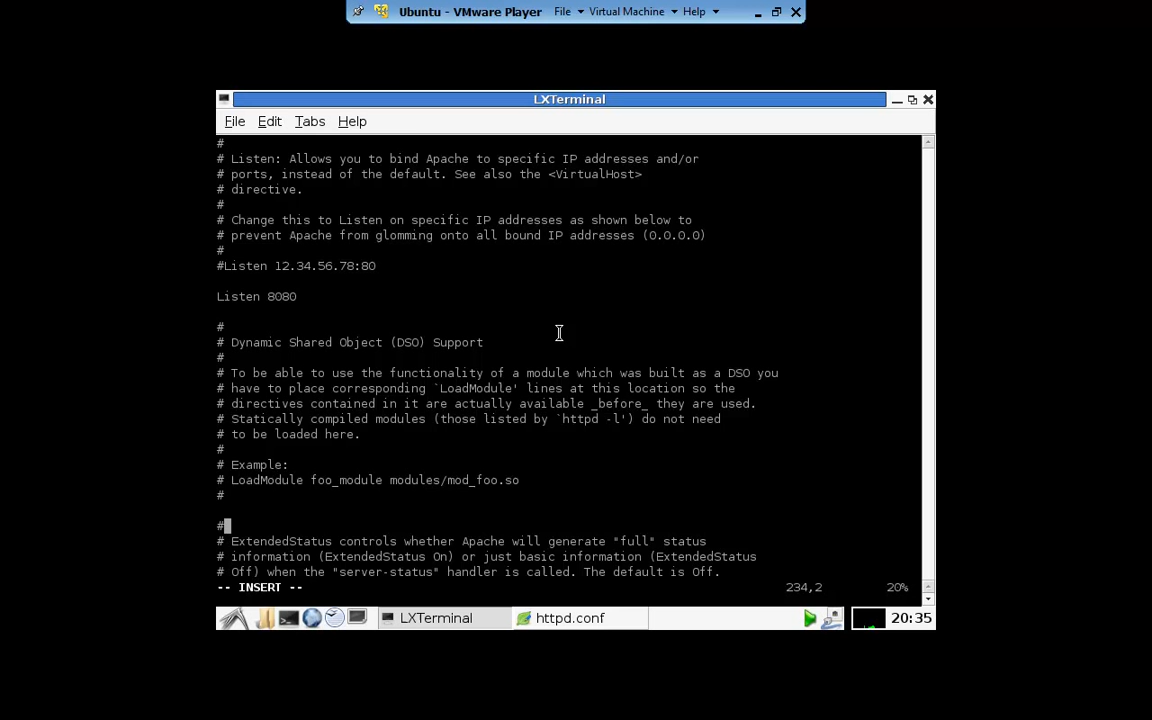 Ubuntu - VMware Player File Virtual Machine Help
LXTerminal
File Edit Tabs Help
#
# Listen: Allows you to bind Apache to specific IP addresses and/or
# ports, instead of the default. See also the <VirtualHost>
# directive.
#
# Change this to Listen on specific IP addresses as shown below to
# prevent Apache from glomming onto all bound IP addresses (0.0.0.0)
#
#Listen 12.34.56.78:80
Listen 8080
#
# Dynamic Shared Object (DSO) Support
#
# To be able to use the functionality of a module which was built as a DSO you
# have to place corresponding `LoadModule' lines at this location so the
# directives contained in it are actually available _before_ they are used.
# Statically compiled modules (those listed by `httpd -l') do not need
# to be loaded here.
#
# Example:
# LoadModule foo_module modules/mod_foo.so
#
#
# ExtendedStatus controls whether Apache will generate "full" status
# information (ExtendedStatus On) or just basic information (ExtendedStatus
# Off) when the "server-status" handler is called. The default is Off.
-- INSERT -- 234,2 20%
LXTerminal httpd.conf 20:35